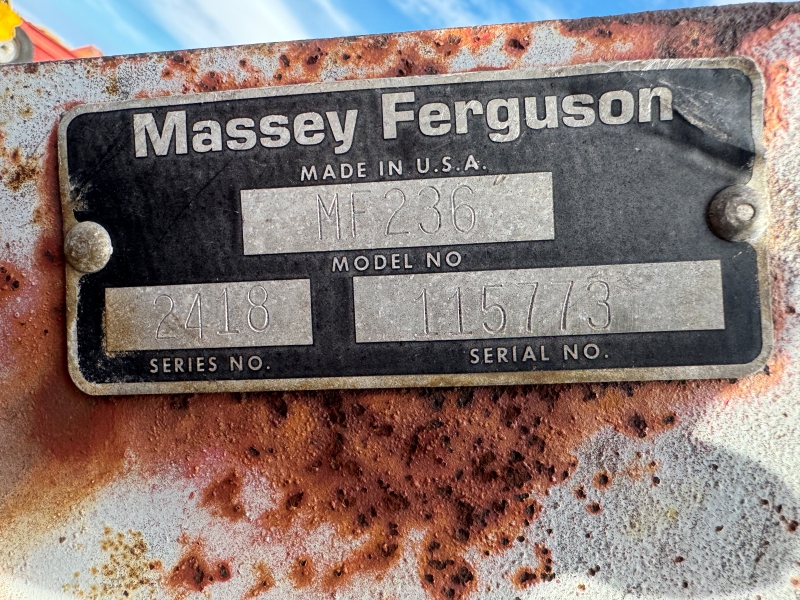 Massey Ferguson
MADE IN U.S.A.
MF236
MODEL NO
2418 115773
SERIES NO. SERIAL NO.